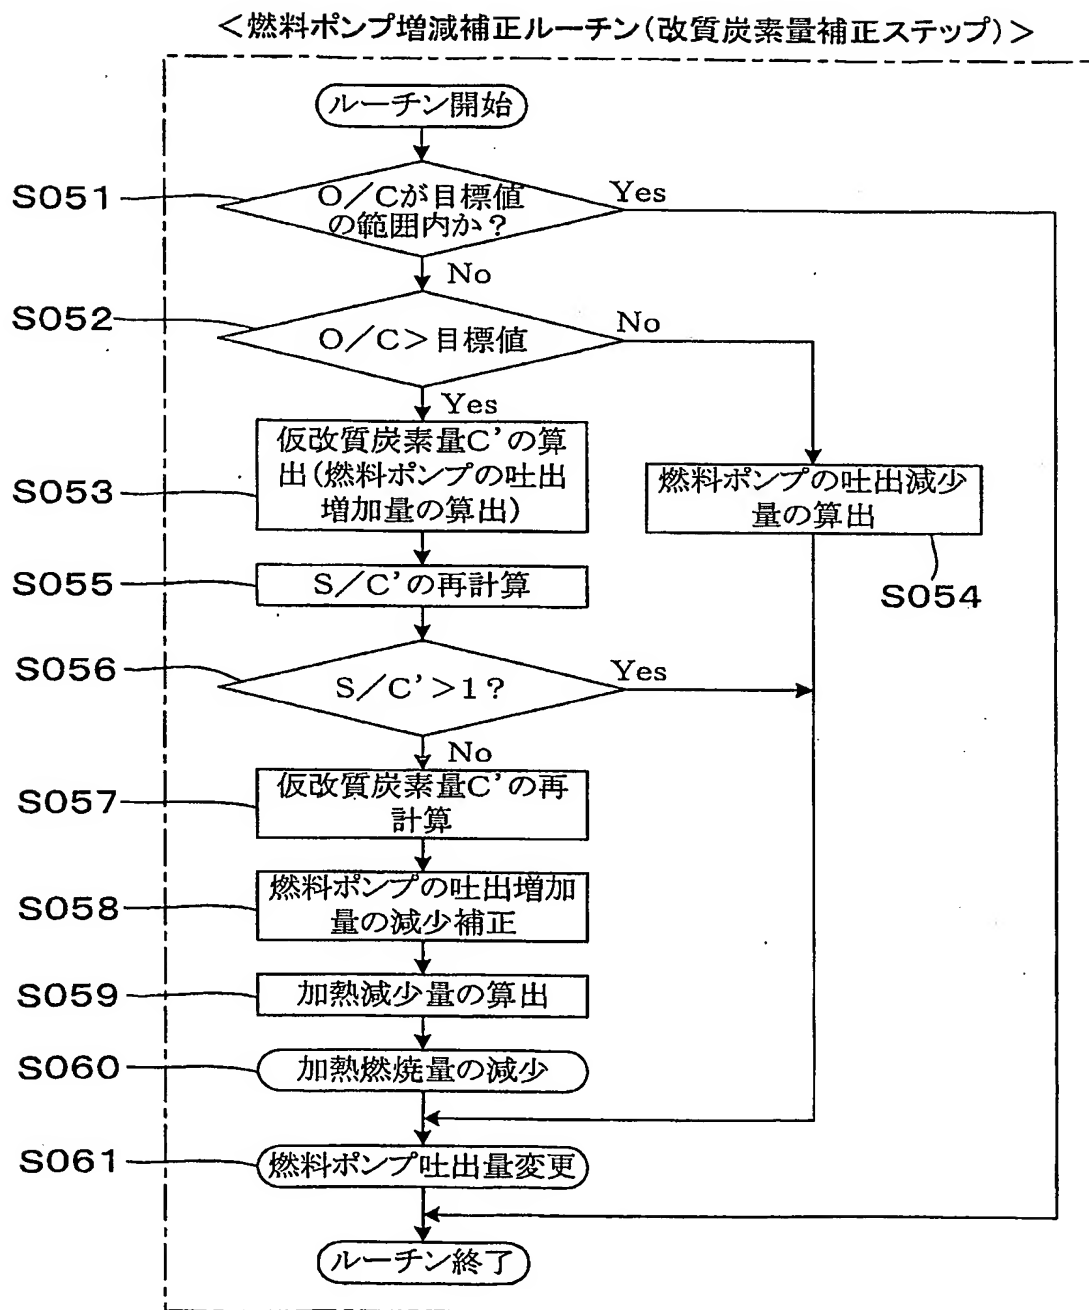 ＜燃料ポンプ増減補正ルーチン(改質炭素量補正ステップ)＞
ルーチン開始
S051
O／Cが目標値
の範囲内か？
Yes
No
S052
O／C＞目標値
No
Yes
S053
仮改質炭素量C'の算
出(燃料ポンプの吐出
増加量の算出)
燃料ポンプの吐出減少
量の算出
S054
S055
S／C'の再計算
S056
S／C'＞1？
Yes
No
S057
仮改質炭素量C'の再
計算
S058
燃料ポンプの吐出増加
量の減少補正
S059
加熱減少量の算出
S060
加熱燃焼量の減少
S061
燃料ポンプ吐出量変更
ルーチン終了